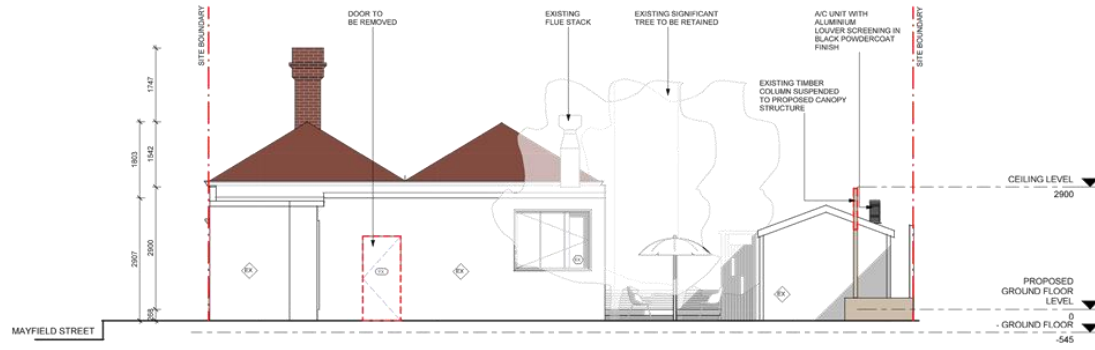 DOOR TO
BE REMOVED
EXISTING
FLUE STACK
EXISTING SIGNIFICANT
TREE TO BE RETAINED
A/C UNIT WITH
ALUMINIUM
LOUVER SCREENING IN
BLACK POWDERCOAT
FINISH
SITE BOUNDARY
SITE BOUNDARY
EXISTING TIMBER
COLUMN SUSPENDED
TO PROPOSED CANOPY
STRUCTURE
1747
1803
1542
2907
2900
268
CEILING LEVEL
2900
EX
EX
EX
PROPOSED
GROUND FLOOR
LEVEL
0
- GROUND FLOOR
-545
MAYFIELD STREET